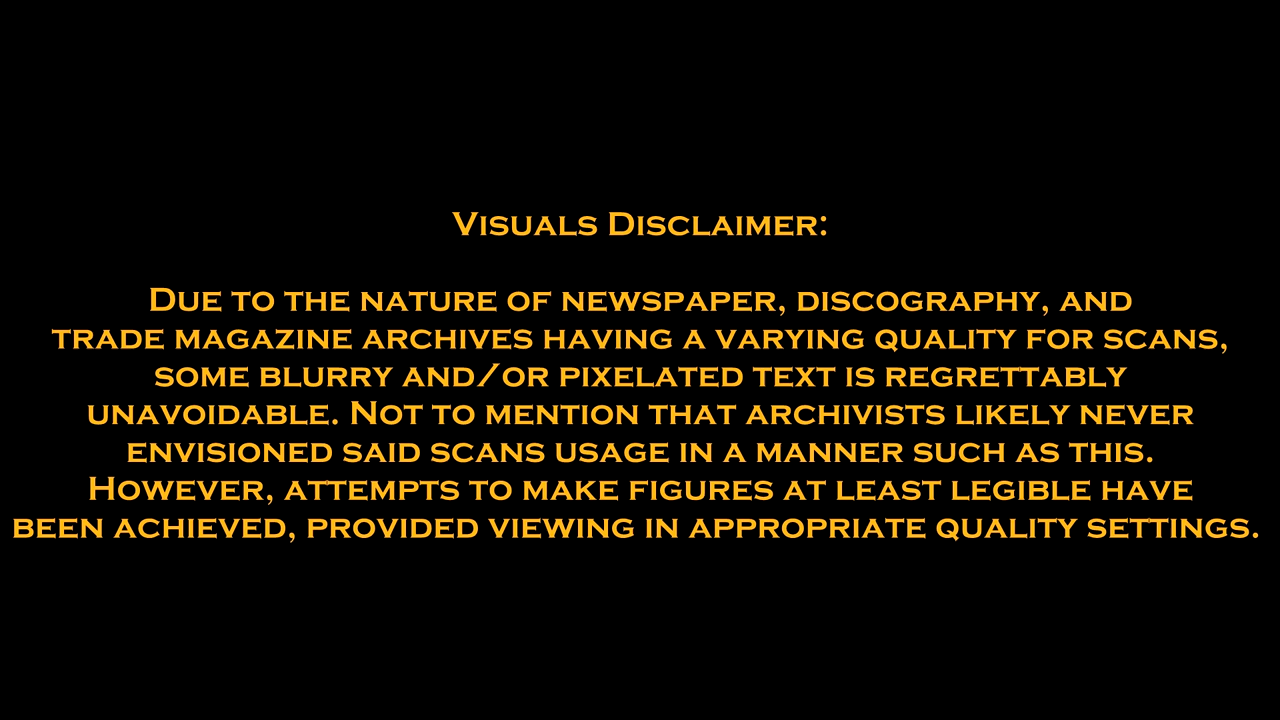 Visuals Disclaimer:
Due to the nature of newspaper, discography, and
trade magazine archives having a varying quality for scans,
some blurry and/or pixelated text is regrettably
unavoidable. Not to mention that archivists likely never
envisioned said scans usage in a manner such as this.
However, attempts to make figures at least legible have
been achieved, provided viewing in appropriate quality settings.